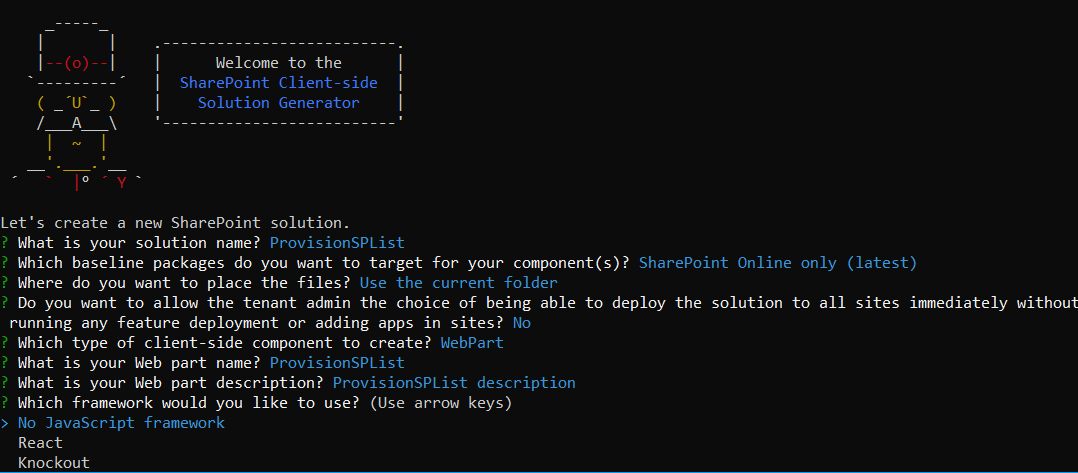 Welcome to the
SharePoint Client-side
Solution Generator
Let's create a new SharePoint solution.
? What is your solution name? ProvisionSPList
? Which baseline packages do you want to target for your component(s)? SharePoint Online only (latest)
? Where do you want to place the files? Use the current folder
? Do you want to allow the tenant admin the choice of being able to deploy the solution to all sites immediately without
running any feature deployment or adding apps in sites? No
? Which type of client-side component to create? WebPart
? What is your Web part name? ProvisionSPList
? What is your Web part description? ProvisionSPList description
? Which framework would you like to use? (Use arrow keys)
> No JavaScript framework
React
Knockout